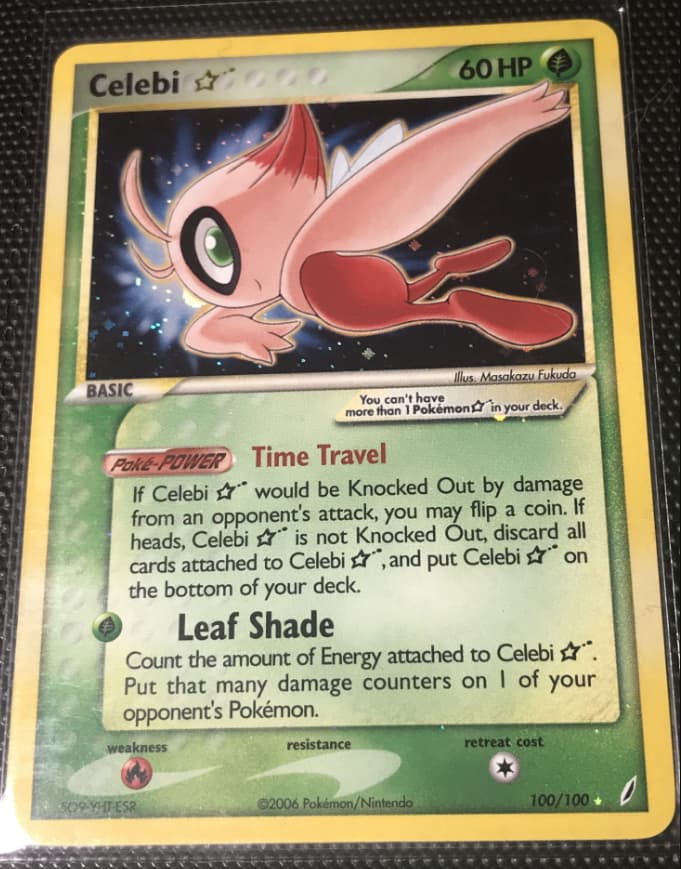 Celebi ☆ 60 HP
Illus. Masakazu Fukuda
BASIC
You can't have
more than 1 Pokémon☆ in your deck.
Poké-POWER Time Travel
If Celebi ☆ would be Knocked Out by damage
from an opponent's attack, you may flip a coin. If
heads, Celebi ☆ is not Knocked Out, discard all
cards attached to Celebi ☆, and put Celebi ☆ on
the bottom of your deck.
Leaf Shade
Count the amount of Energy attached to Celebi ☆.
Put that many damage counters on 1 of your
opponent's Pokémon.
weakness resistance retreat cost
SO9-YHT-ESR ©2006 Pokémon/Nintendo 100/100